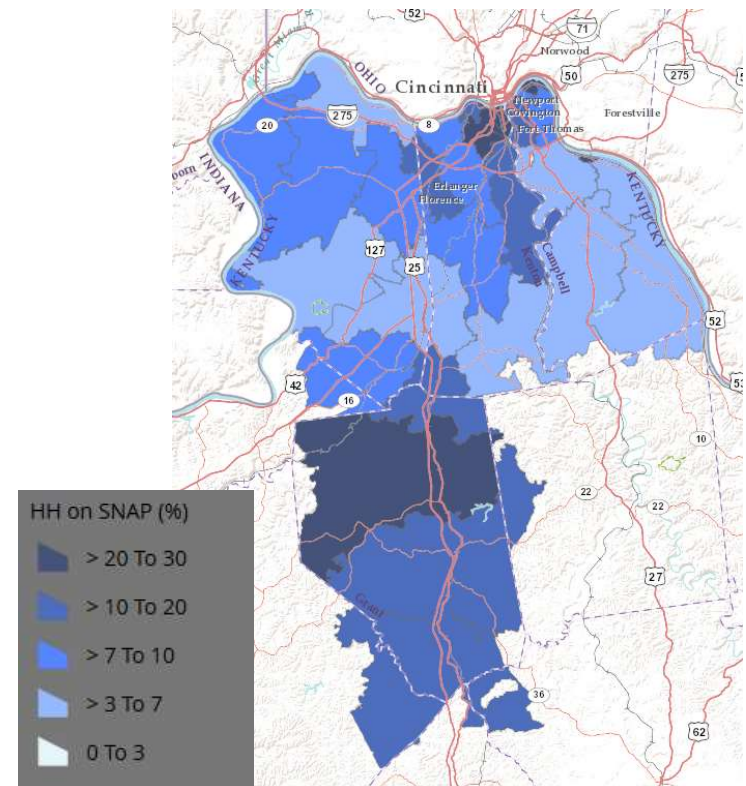 52
71
Norwood
OHIO
Cincinnati
50
275
Newport
Covington
Forestville
275
8
20
Fort Thomas
INDIANA
Erlanger
Florence
KENTUCKY
KENTUCKY
127
25
Kenton
Campbell
52
42
16
10
22
22
27
Grant
36
62
HH on SNAP (%)
> 20 To 30
> 10 To 20
> 7 To 10
> 3 To 7
0 To 3